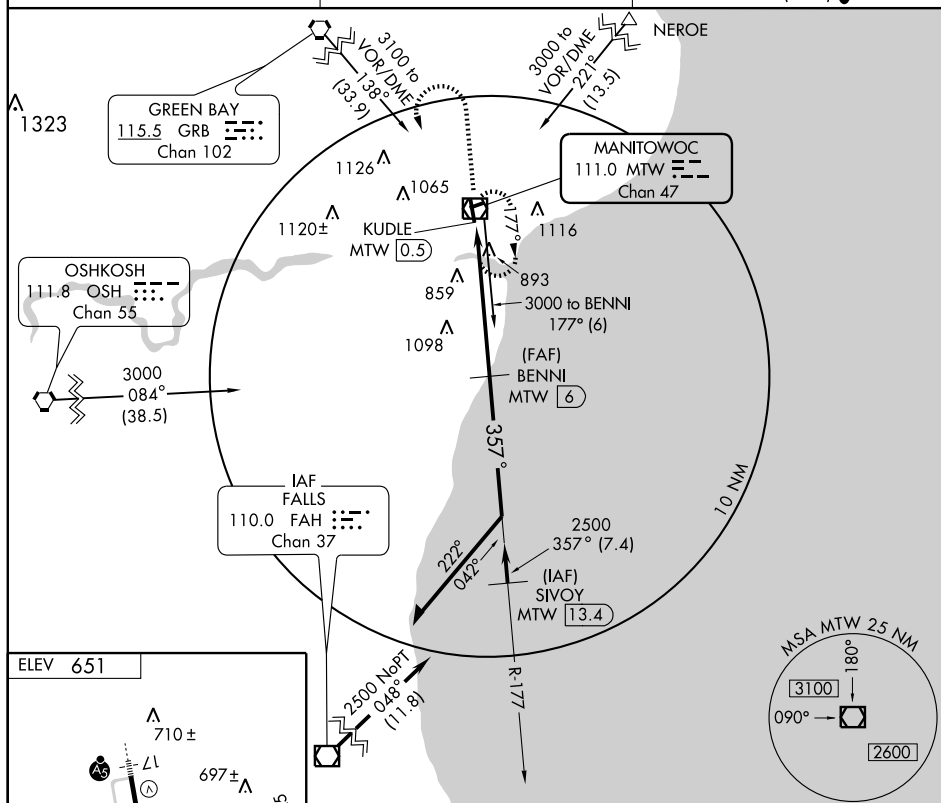 NEROE
3100 to
VOR/DME
138°
(33.9)
3000 to
VOR/DME
221°
(13.5)
1323
GREEN BAY
115.5 GRB
Chan 102
MANITOWOC
111.0 MTW
Chan 47
1126
1065
1120±
KUDLE
MTW 0.5
177°
1116
OSHKOSH
111.8 OSH
Chan 55
859
893
3000 to BENNI
177° (6)
1098
(FAF)
BENNI
MTW 6
3000
084°
(38.5)
357°
10 NM
IAF
FALLS
110.0 FAH
Chan 37
2500
357° (7.4)
222°
042°
(IAF)
SIVOY
MTW 13.4
R-177
2500 NoPT
048°
(11.8)
MSA MTW 25 NM
180°
3100
090°
2600
ELEV 651
710±
A5
17
V
697±